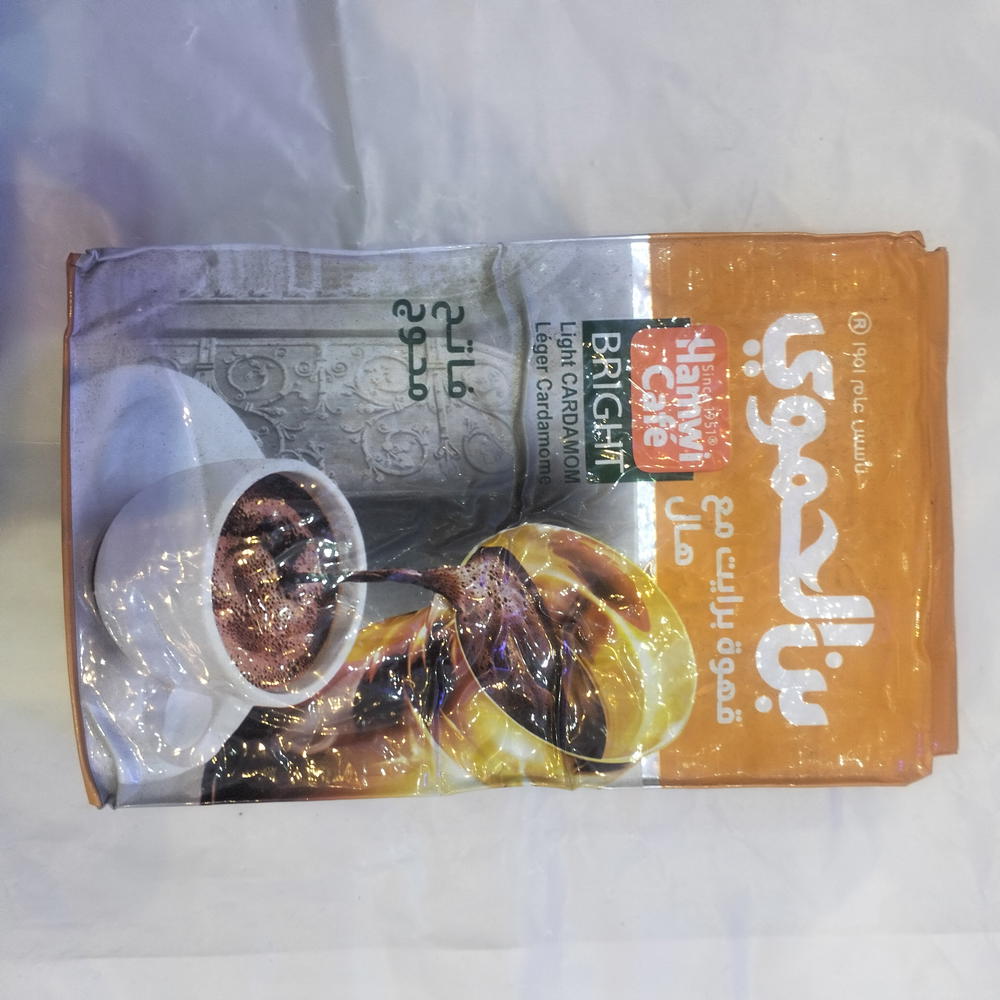 تأسس عام ١٩٥١ ®
بن الحموي
قهوة برايت مع
هال
Since 1951®
Hamwi
Café
BRIGHT
Light CARDAMOM
Léger Cardamome
فاتح
محوج